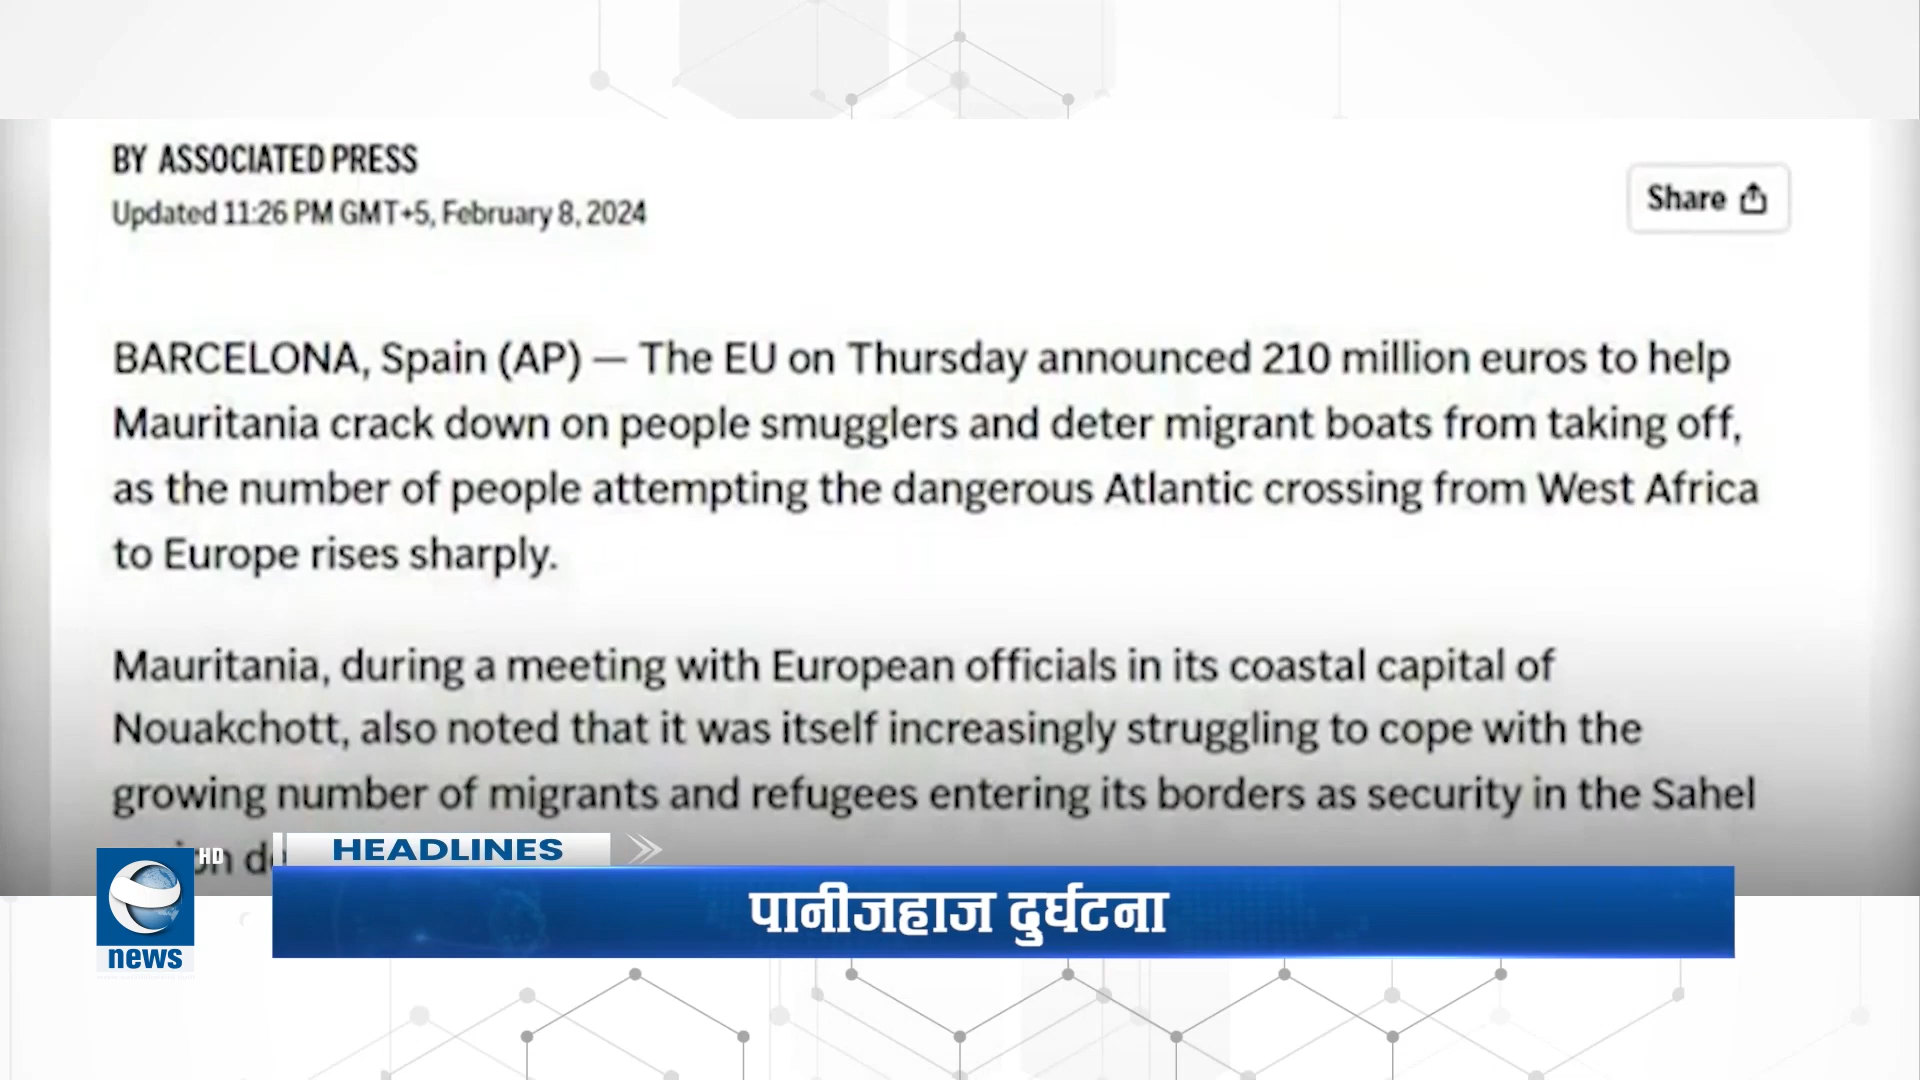 BY ASSOCIATED PRESS
Updated 11:26 PM GMT+5, February 8, 2024
Share
BARCELONA, Spain (AP) — The EU on Thursday announced 210 million euros to help
Mauritania crack down on people smugglers and deter migrant boats from taking off,
as the number of people attempting the dangerous Atlantic crossing from West Africa
to Europe rises sharply.
Mauritania, during a meeting with European officials in its coastal capital of
Nouakchott, also noted that it was itself increasingly struggling to cope with the
growing number of migrants and refugees entering its borders as security in the Sahel
HEADLINES
HD
पानीजहाज दुर्घटना
news